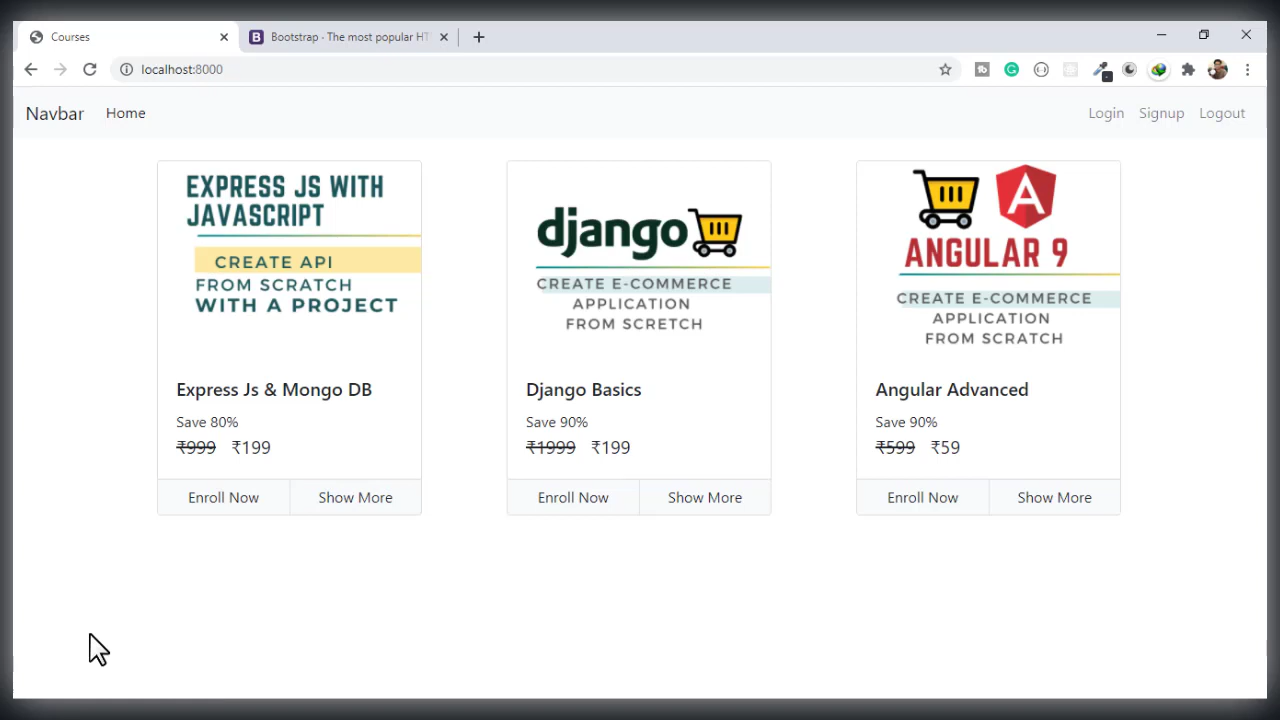 Courses
Bootstrap · The most popular HT
localhost:8000
Navbar Home Login Signup Logout
EXPRESS JS WITH
JAVASCRIPT
CREATE API
FROM SCRATCH
WITH A PROJECT
Express Js & Mongo DB
Save 80%
₹999 ₹199
Enroll Now Show More
django
CREATE E-COMMERCE
APPLICATION
FROM SCRETCH
Django Basics
Save 90%
₹1999 ₹199
Enroll Now Show More
A
ANGULAR 9
CREATE E-COMMERCE
APPLICATION
FROM SCRATCH
Angular Advanced
Save 90%
₹599 ₹59
Enroll Now Show More